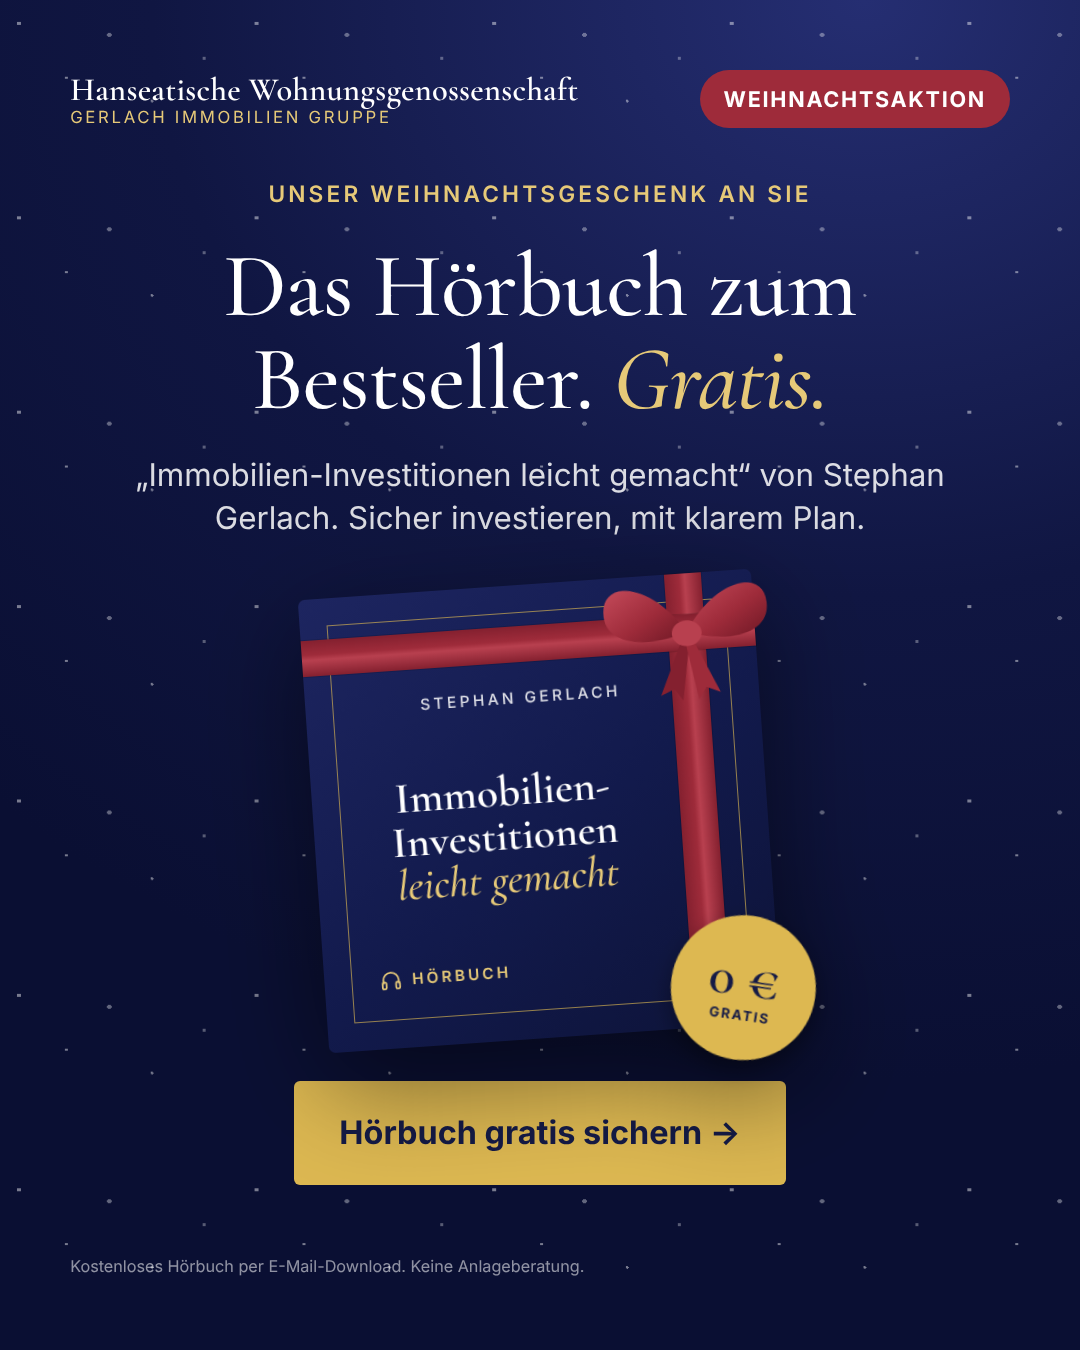 Hanseatische Wohnungsgenossenschaft
GERLACH IMMOBILIEN GRUPPE
WEIHNACHTSAKTION
UNSER WEIHNACHTSGESCHENK AN SIE
Das Hörbuch zum
Bestseller. Gratis.
„Immobilien-Investitionen leicht gemacht“ von Stephan
Gerlach. Sicher investieren, mit klarem Plan.
STEPHAN GERLACH
Immobilien-
Investitionen
leicht gemacht
HÖRBUCH
0 €
GRATIS
Hörbuch gratis sichern →
Kostenloses Hörbuch per E-Mail-Download. Keine Anlageberatung.